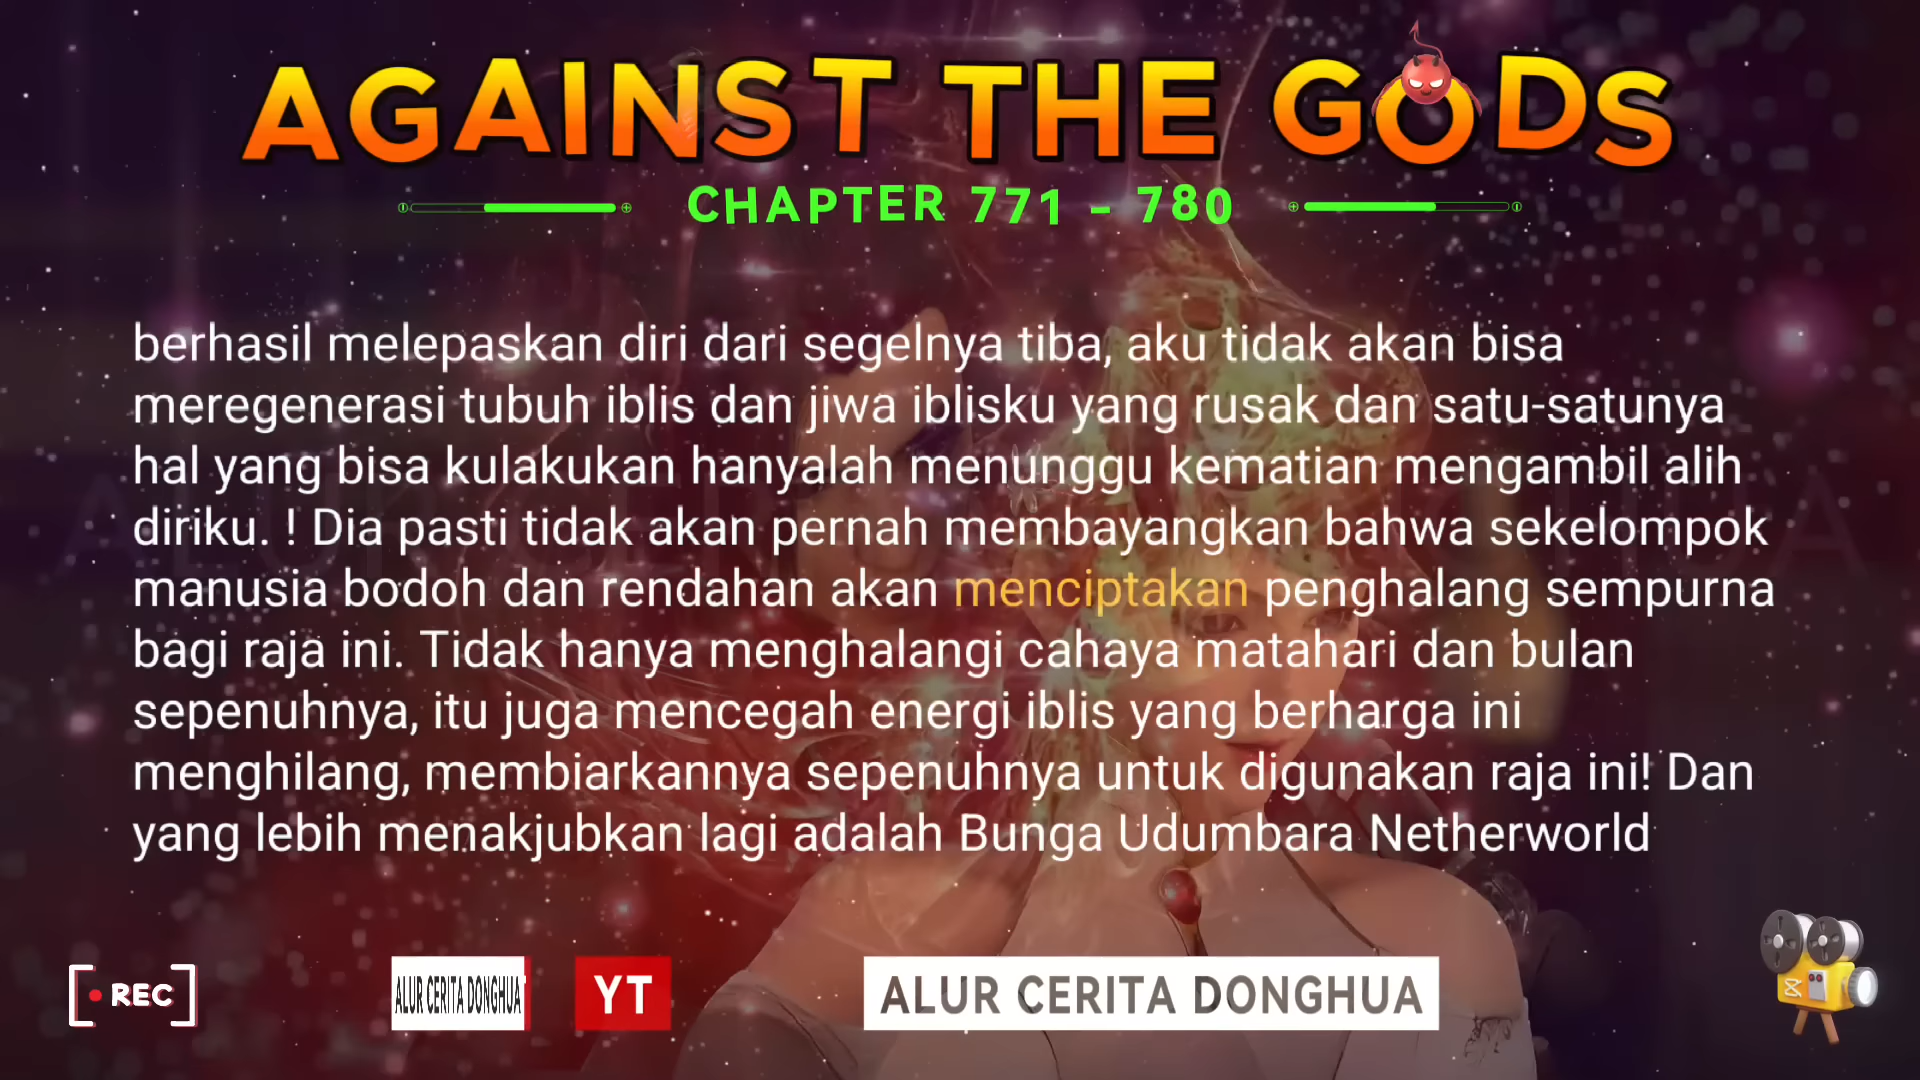 AGAINST THE GODS
CHAPTER 771 - 780
berhasil melepaskan diri dari segelnya tiba, aku tidak akan bisa
meregenerasi tubuh iblis dan jiwa iblisku yang rusak dan satu-satunya
hal yang bisa kulakukan hanyalah menunggu kematian mengambil alih
diriku. ! Dia pasti tidak akan pernah membayangkan bahwa sekelompok
manusia bodoh dan rendahan akan menciptakan penghalang sempurna
bagi raja ini. Tidak hanya menghalangi cahaya matahari dan bulan
sepenuhnya, itu juga mencegah energi iblis yang berharga ini
menghilang, membiarkannya sepenuhnya untuk digunakan raja ini! Dan
yang lebih menakjubkan lagi adalah Bunga Udumbara Netherworld
REC
ALUR CERITA DONGHUA
YT
ALUR CERITA DONGHUA